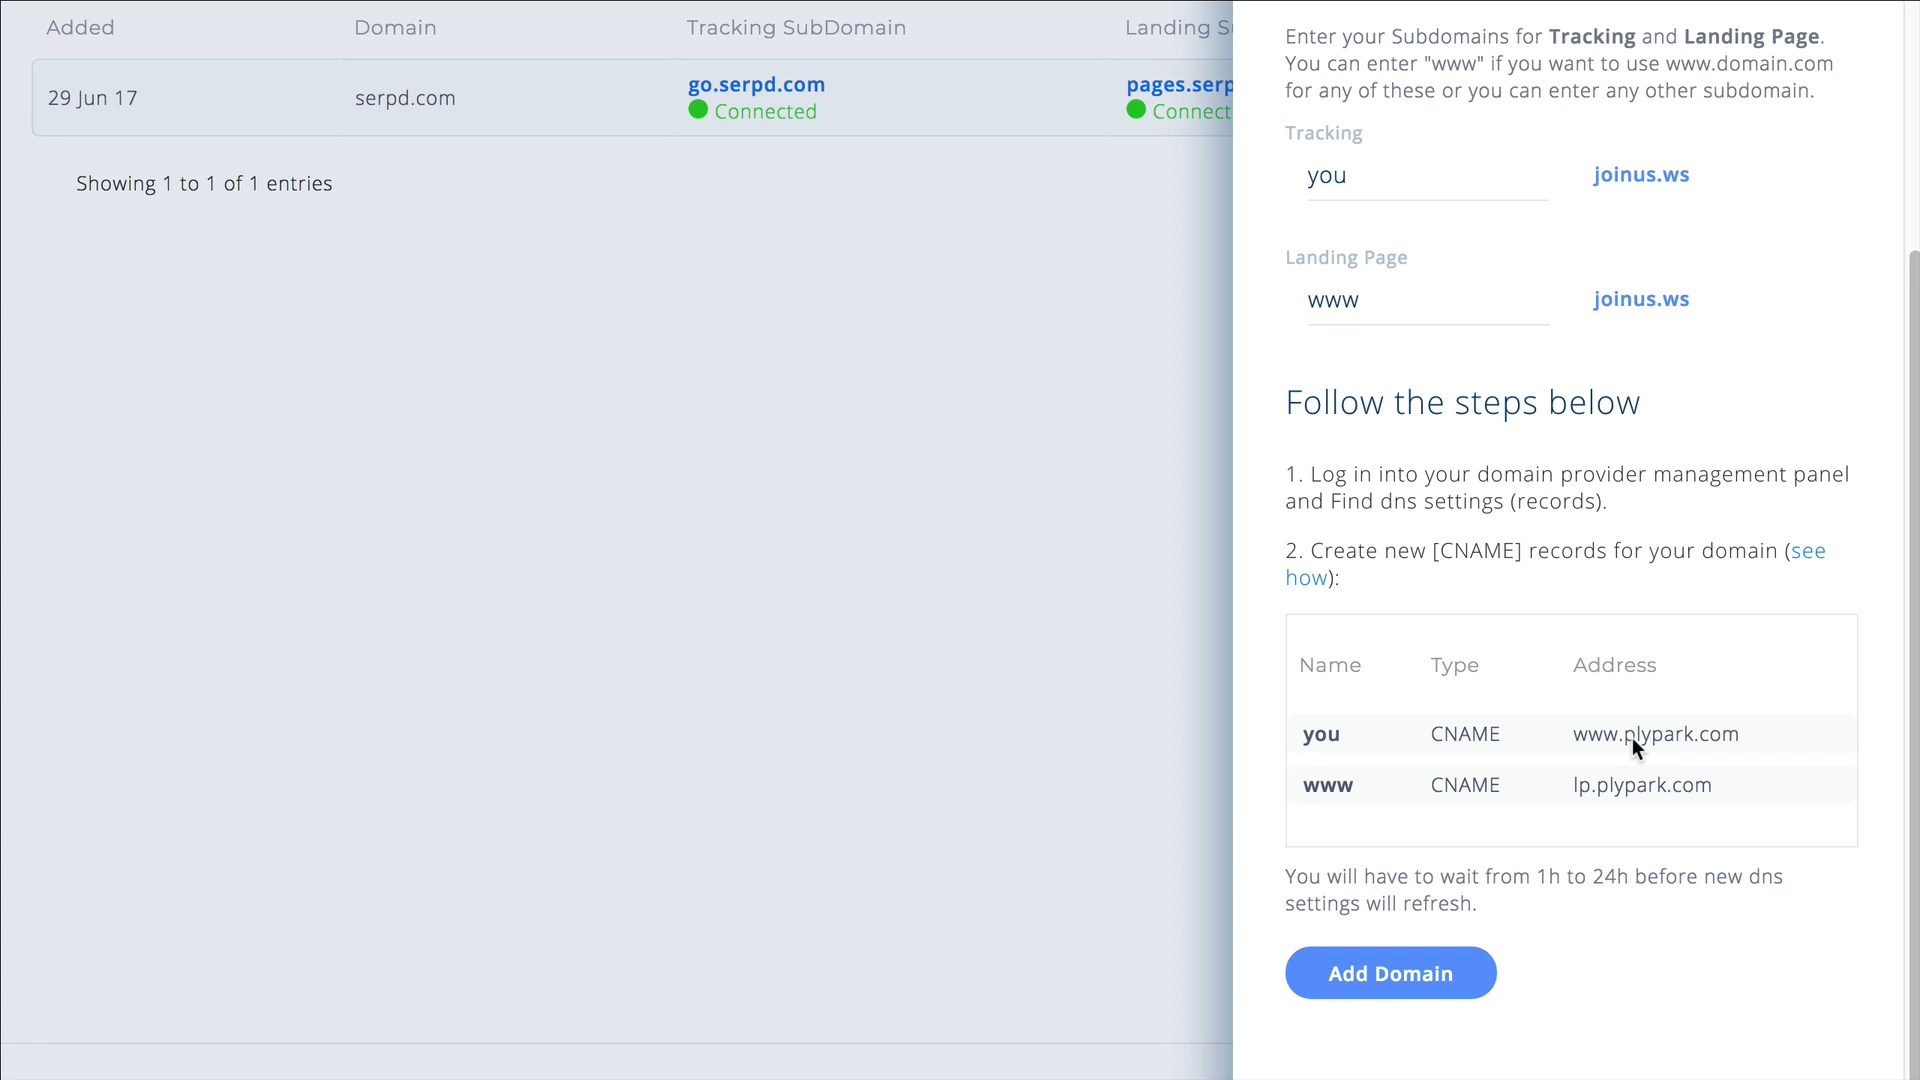 Added Domain Tracking SubDomain Landing
29 Jun 17 serpd.com go.serpd.com
Connected
pages.serp
Connect
Showing 1 to 1 of 1 entries
Enter your Subdomains for Tracking and Landing Page.
You can enter "www" if you want to use www.domain.com
for any of these or you can enter any other subdomain.
Tracking
you joinus.ws
Landing Page
www joinus.ws
Follow the steps below
1. Log in into your domain provider management panel
and Find dns settings (records).
2. Create new [CNAME] records for your domain (see
how):
Name Type Address
you CNAME www.plypark.com
www CNAME lp.plypark.com
You will have to wait from 1h to 24h before new dns
settings will refresh.
Add Domain